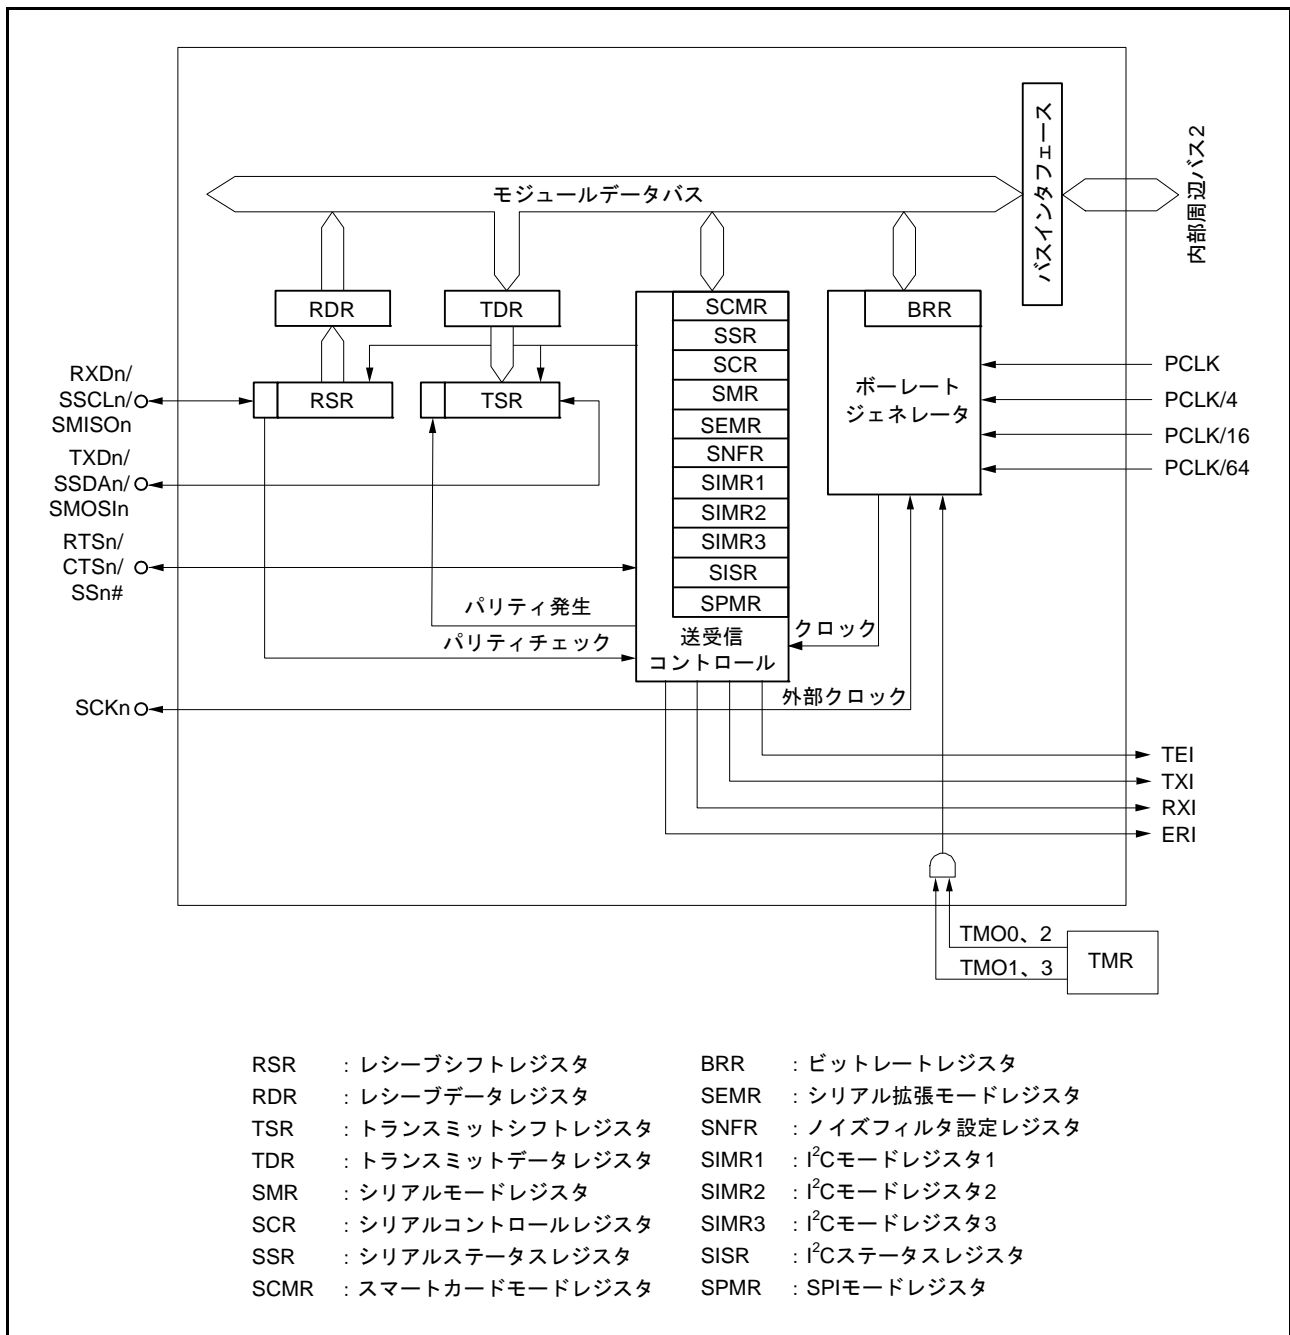 バスインタフェース
内部周辺バス2
モジュールデータバス
RDR
TDR
SCMR
BRR
SSR
SCR
SMR
SEMR
SNFR
SIMR1
SIMR2
SIMR3
SISR
SPMR
送受信
コントロール
ボーレート
ジェネレータ
PCLK
PCLK/4
PCLK/16
PCLK/64
RXDn/
SSCLn/
SMISOn
RSR
TSR
TXDn/
SSDAn/
SMOSIn
RTSn/
CTSn/
SSn#
パリティ発生
パリティチェック
クロック
外部クロック
SCKn
TEI
TXI
RXI
ERI
TMO0、2
TMO1、3
TMR
RSR : レシーブシフトレジスタ
RDR : レシーブデータレジスタ
TSR : トランスミットシフトレジスタ
TDR : トランスミットデータレジスタ
SMR : シリアルモードレジスタ
SCR : シリアルコントロールレジスタ
SSR : シリアルステータスレジスタ
SCMR : スマートカードモードレジスタ
BRR : ビットレートレジスタ
SEMR : シリアル拡張モードレジスタ
SNFR : ノイズフィルタ設定レジスタ
SIMR1 : I²Cモードレジスタ1
SIMR2 : I²Cモードレジスタ2
SIMR3 : I²Cモードレジスタ3
SISR : I²Cステータスレジスタ
SPMR : SPIモードレジスタ